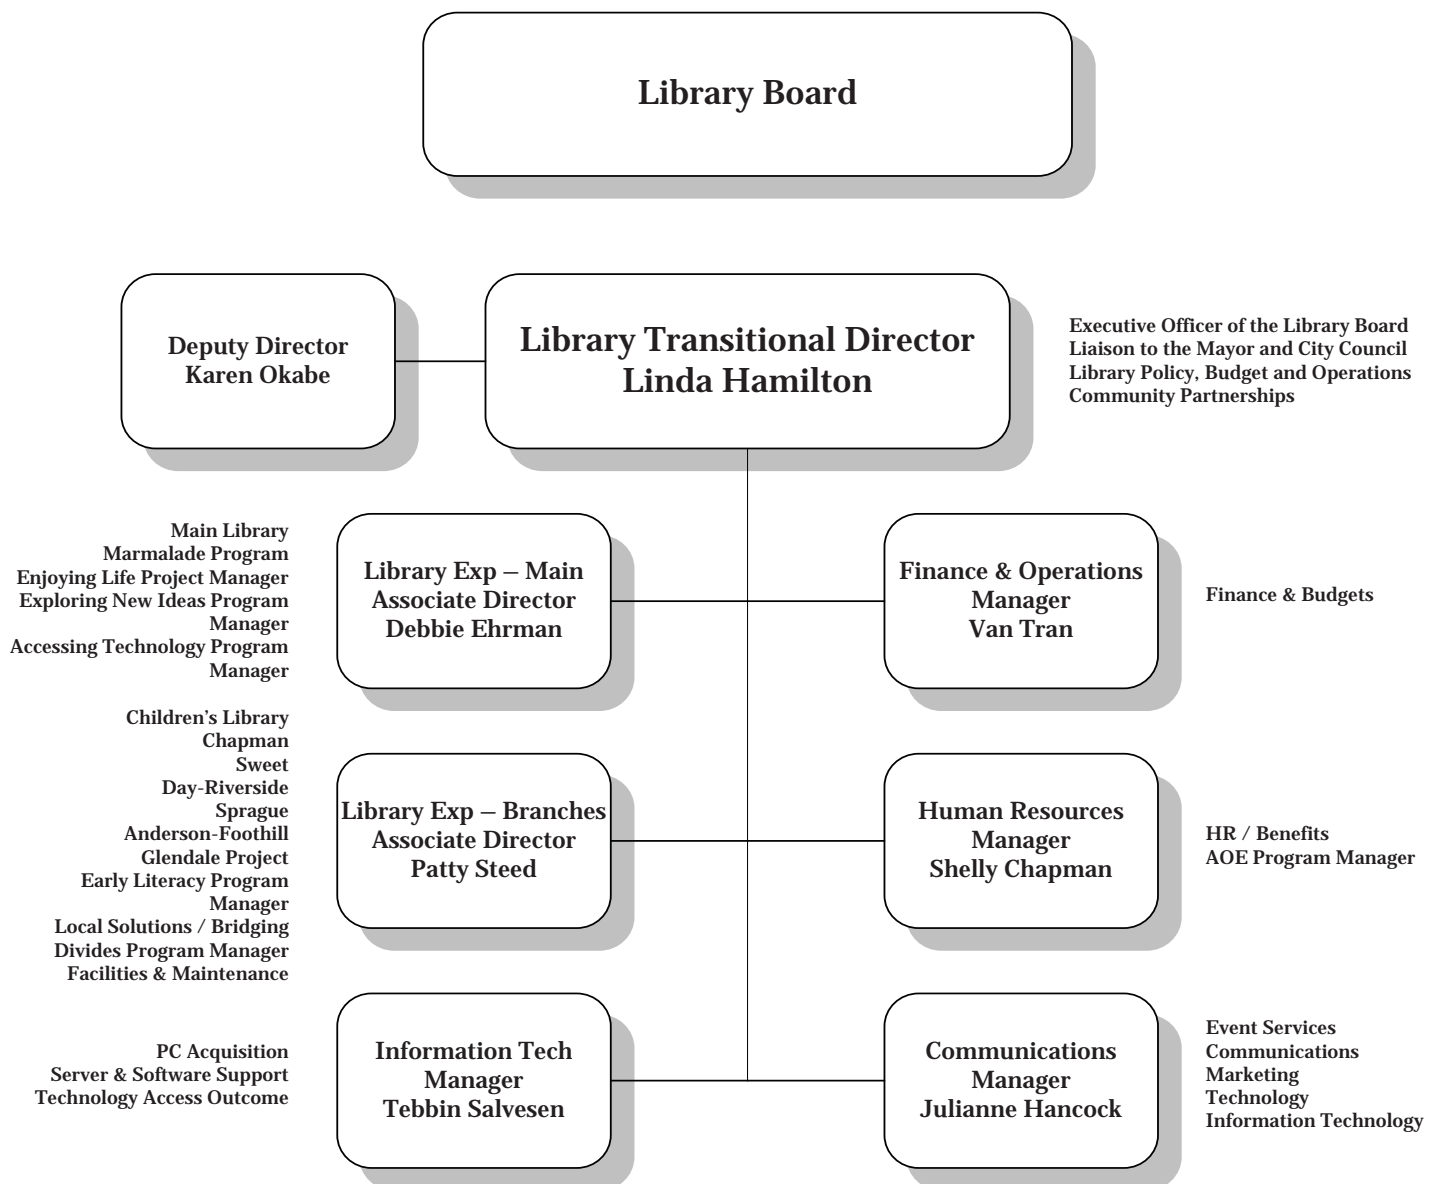 Library Board
Deputy Director
Karen Okabe
Library Transitional Director
Linda Hamilton
Executive Officer of the Library Board
Liaison to the Mayor and City Council
Library Policy, Budget and Operations
Community Partnerships
Main Library
Marmalade Program
Enjoying Life Project Manager
Exploring New Ideas Program
Manager
Accessing Technology Program
Manager
Library Exp – Main
Associate Director
Debbie Ehrman
Finance & Operations
Manager
Van Tran
Finance & Budgets
Children's Library
Chapman
Sweet
Day-Riverside
Sprague
Anderson-Foothill
Glendale Project
Early Literacy Program
Manager
Local Solutions / Bridging
Divides Program Manager
Facilities & Maintenance
Library Exp – Branches
Associate Director
Patty Steed
Human Resources
Manager
Shelly Chapman
HR / Benefits
AOE Program Manager
PC Acquisition
Server & Software Support
Technology Access Outcome
Information Tech
Manager
Tebbin Salvesen
Communications
Manager
Julianne Hancock
Event Services
Communications
Marketing
Technology
Information Technology